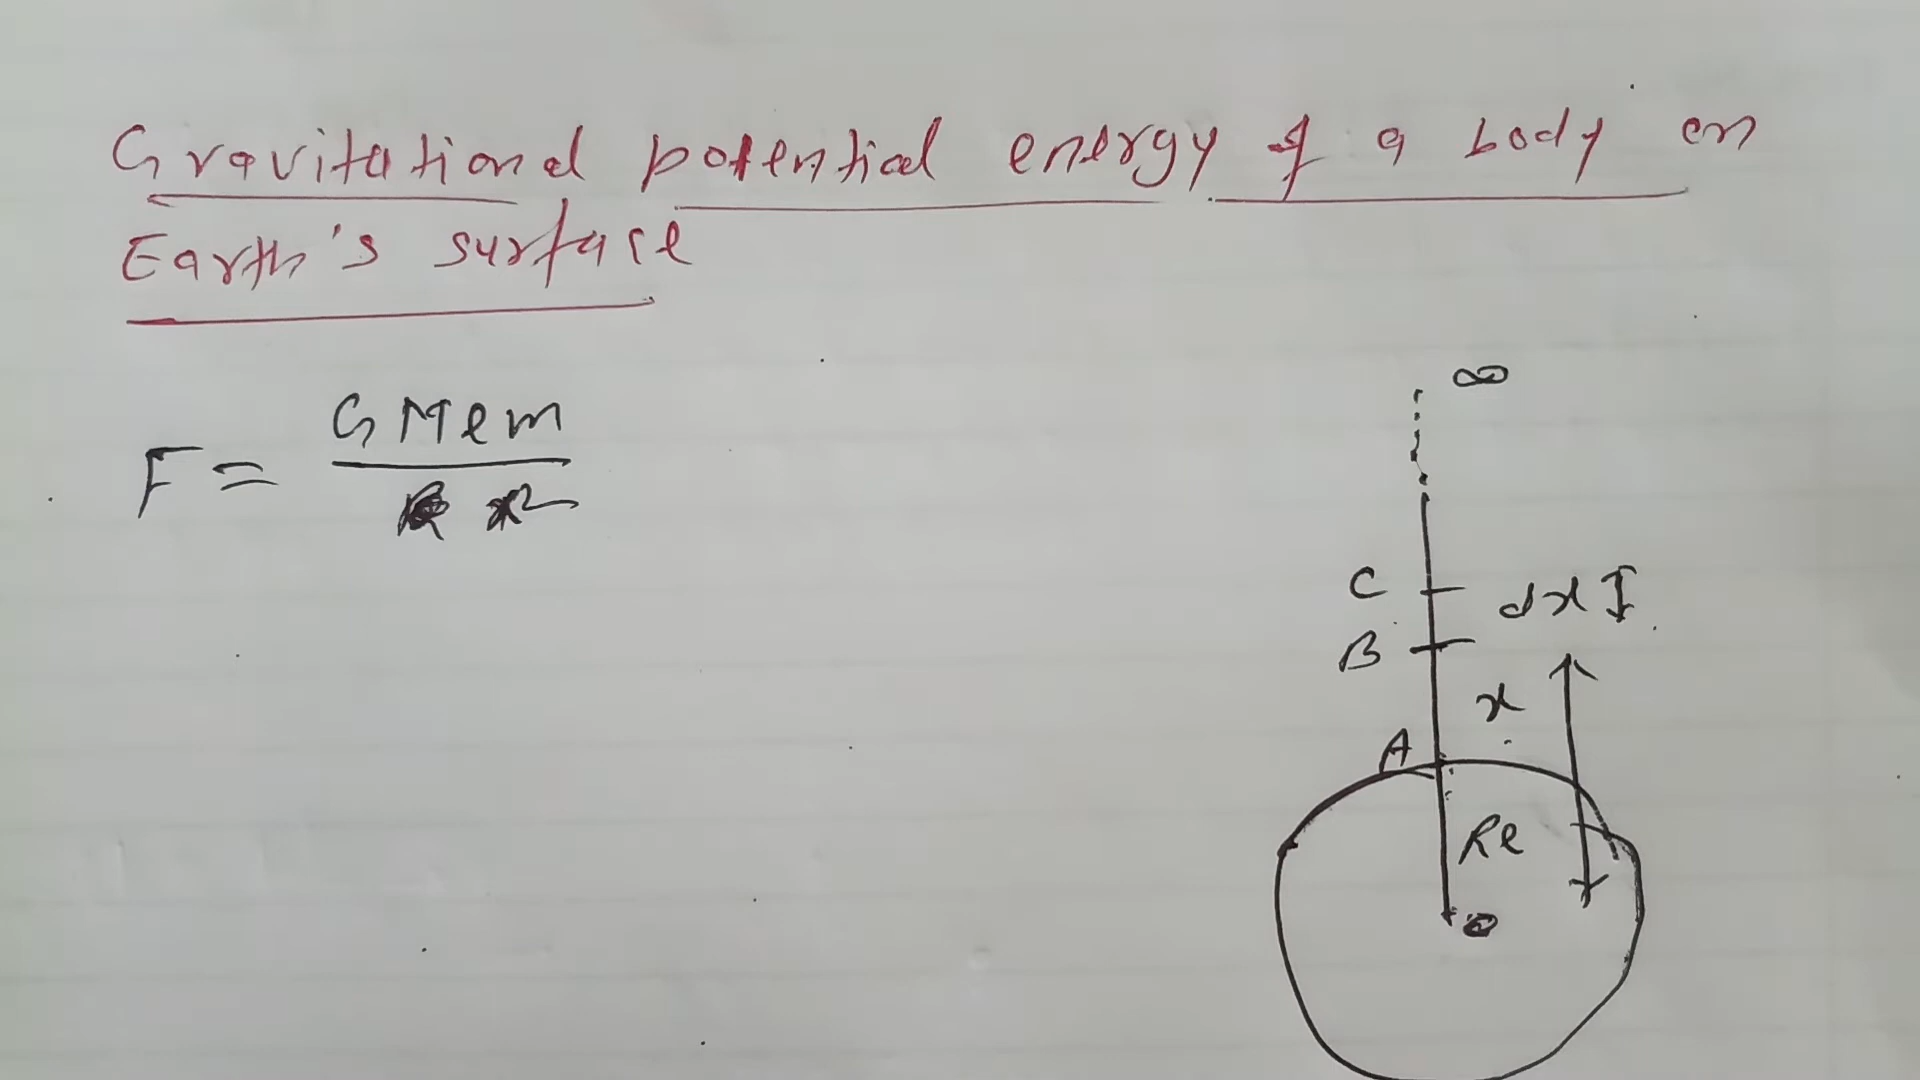 Gravitational potential energy of a body on
Earth's surface
F = GMem
x²
∞
C
dx
B
x
A
Re
O